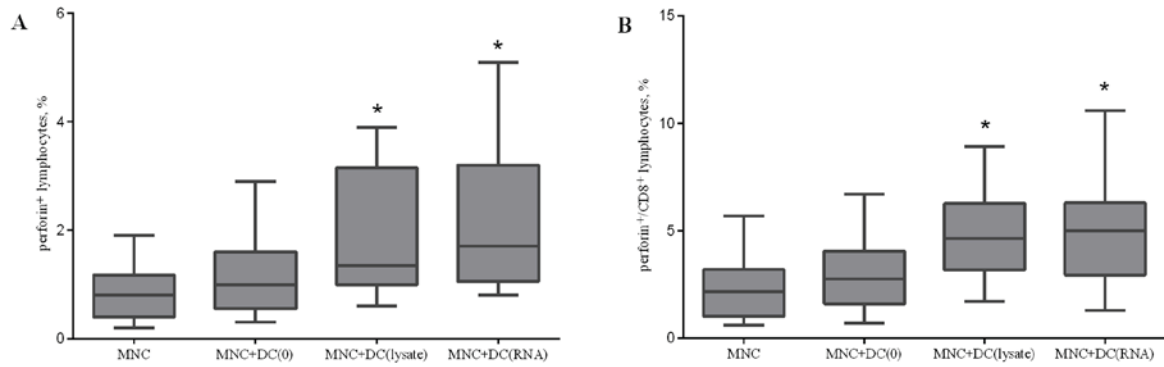 A
perforin+ lymphocytes, %
6
4
2
0
*
*
MNC
MNC+DC(0)
MNC+DC(lysate)
MNC+DC(RNA)
B
perforin+/CD8+ lymphocytes, %
15
10
5
0
*
*
MNC
MNC+DC(0)
MNC+DC(lysate)
MNC+DC(RNA)